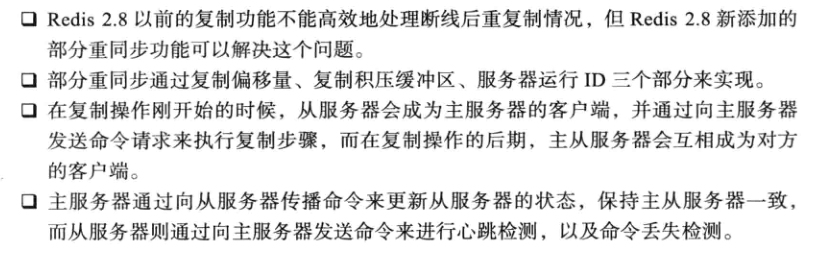 ❑ Redis 2.8 以前的复制功能不能高效地处理断线后重复制情况，但 Redis 2.8 新添加的
部分重同步功能可以解决这个问题。
❑ 部分重同步通过复制偏移量、复制积压缓冲区、服务器运行 ID 三个部分来实现。
❑ 在复制操作刚开始的时候，从服务器会成为主服务器的客户端，并通过向主服务器
发送命令请求来执行复制步骤，而在复制操作的后期，主从服务器会互相成为对方
的客户端。
❑ 主服务器通过向从服务器传播命令来更新从服务器的状态，保持主从服务器一致，
而从服务器则通过向主服务器发送命令来进行心跳检测，以及命令丢失检测。